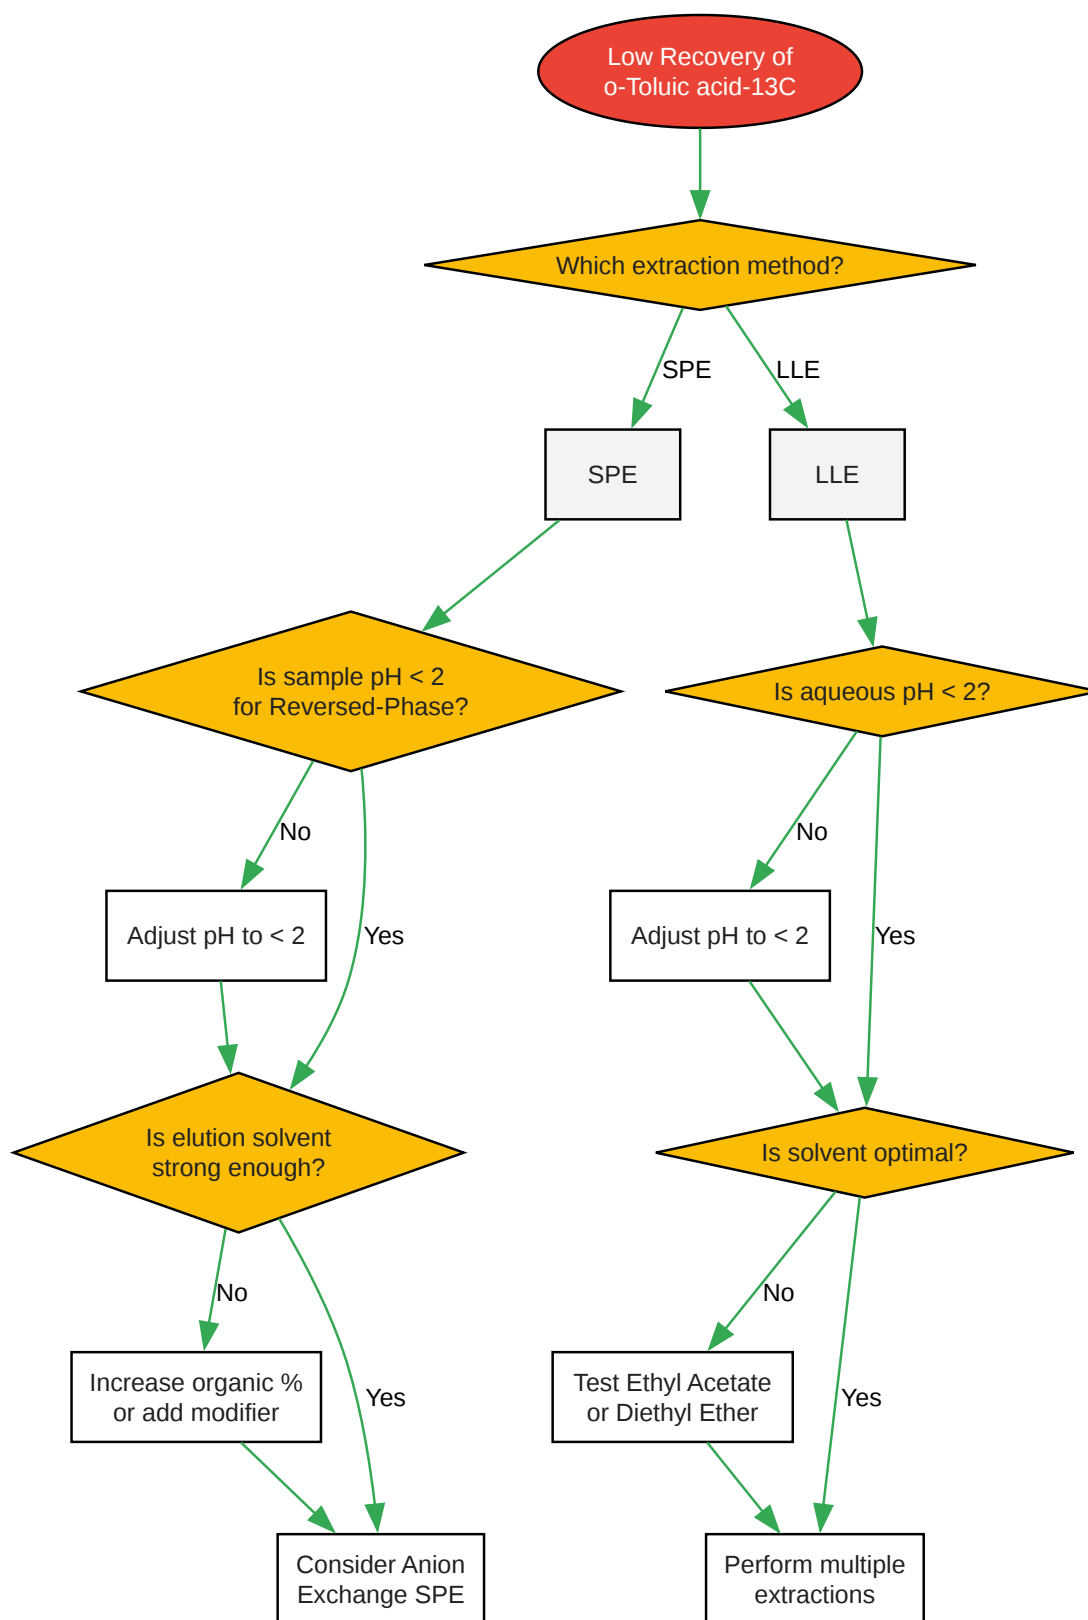 Low Recovery of
o-Toluic acid-13C
Which extraction method?
SPE
LLE
SPE
LLE
Is sample pH < 2
for Reversed-Phase?
Is aqueous pH < 2?
No
Yes
No
Yes
Adjust pH to < 2
Adjust pH to < 2
Is elution solvent
strong enough?
Is solvent optimal?
No
Yes
No
Yes
Increase organic %
or add modifier
Test Ethyl Acetate
or Diethyl Ether
Consider Anion
Exchange SPE
Perform multiple
extractions